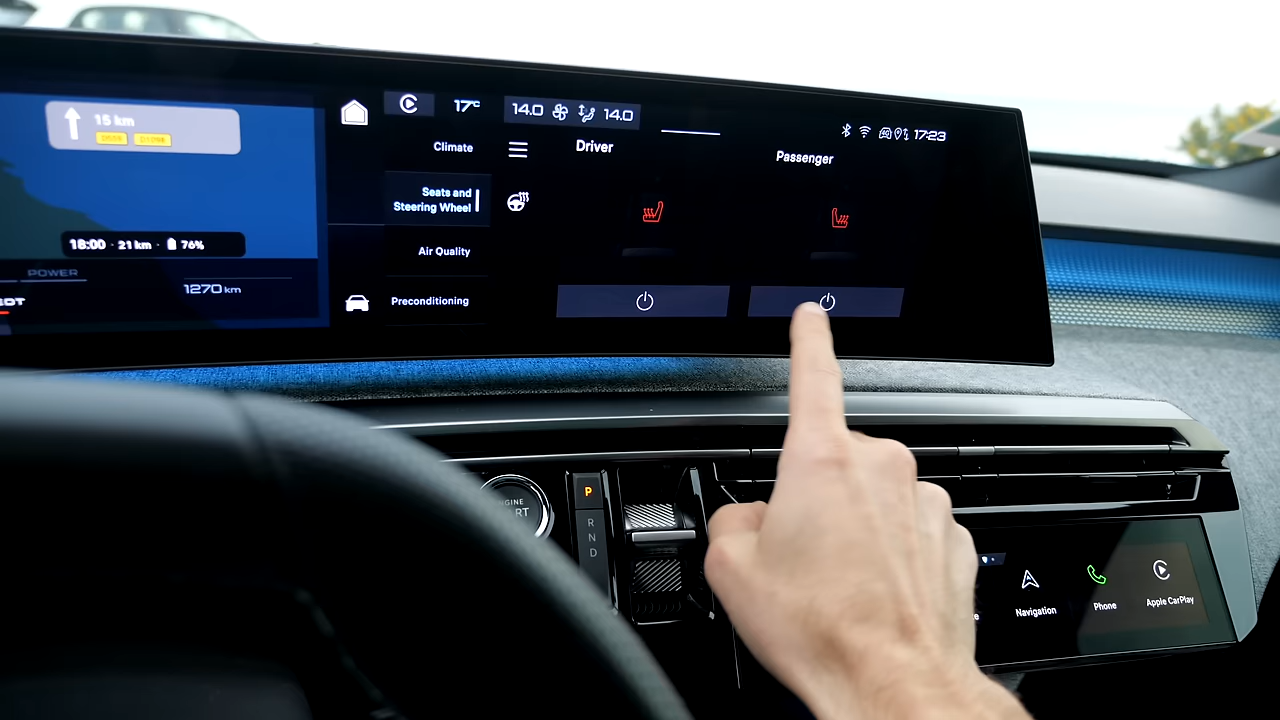 15 km
18:00 · 21 km · 76%
POWER
1270 km
17°C
14.0 14.0
17:23
Climate
Seats and
Steering Wheel
Air Quality
Preconditioning
Driver
Passenger
P
R
N
D
Navigation
Phone
Apple CarPlay